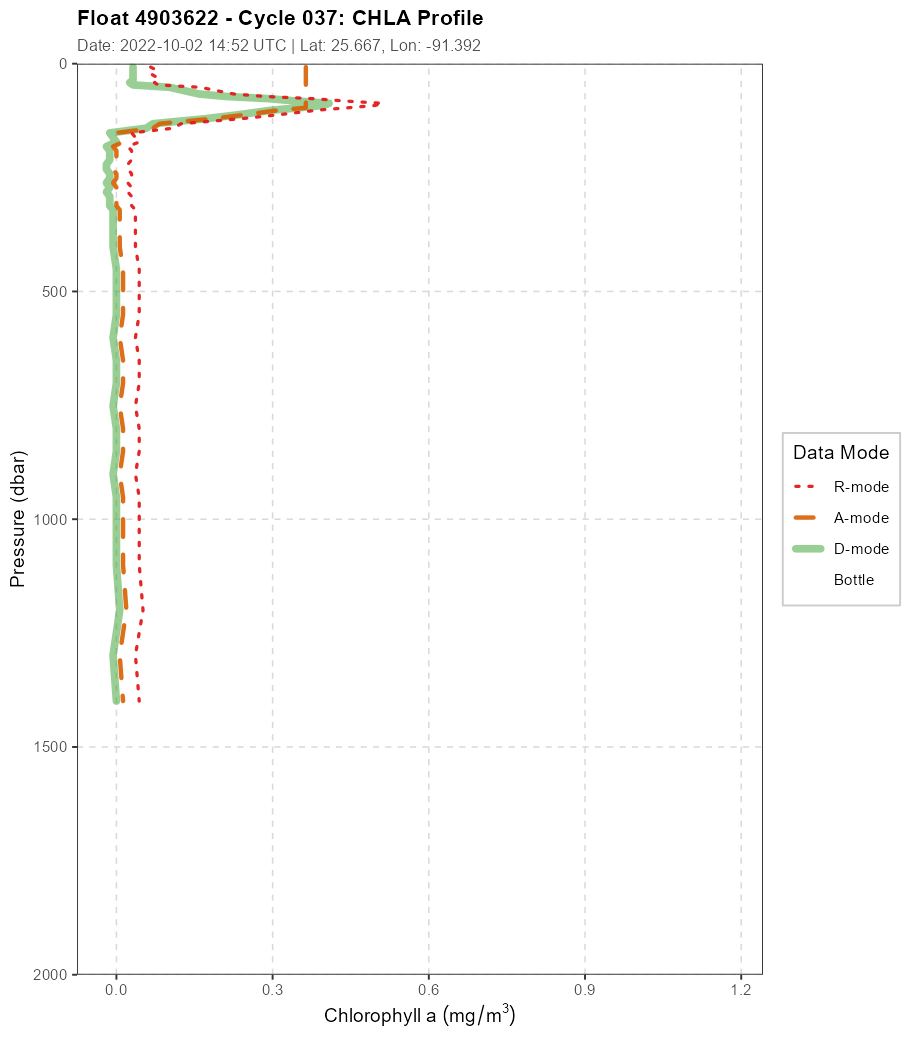 Float 4903622 - Cycle 037: CHLA Profile
Date: 2022-10-02 14:52 UTC | Lat: 25.667, Lon: -91.392
0
500
1000
1500
2000
Pressure (dbar)
0.0 0.3 0.6 0.9 1.2
Chlorophyll a (mg/m³)
Data Mode
R-mode
A-mode
D-mode
Bottle